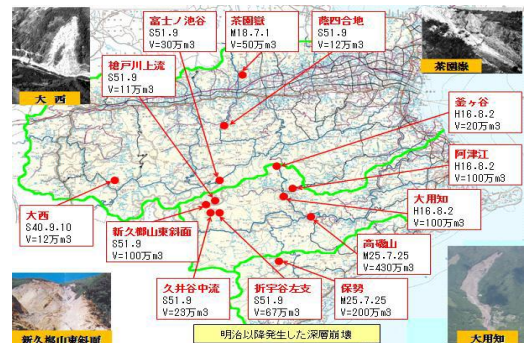 富士ノ池谷
S51.9
V=30万m3
茶園嶽
M18.7.1
V=50万m3
蔭四合地
S51.9
V=12万m3
槍戸川上流
S51.9
V=11万m3
大西
茶園嶽
釜ヶ谷
H16.8.2
V=20万m3
阿津江
H16.8.2
V=100万m3
大用知
H16.8.2
V=100万m3
大西
S40.9.10
V=12万m3
新久郷山東斜面
S51.9
V=100万m3
高磯山
M25.7.25
V=430万m3
久井谷中流
S51.9
V=23万m3
折宇谷左支
S51.9
V=67万m3
保勢
M25.7.25
V=200万m3
新久郷山東斜面
明治以降発生した深層崩壊
大用知